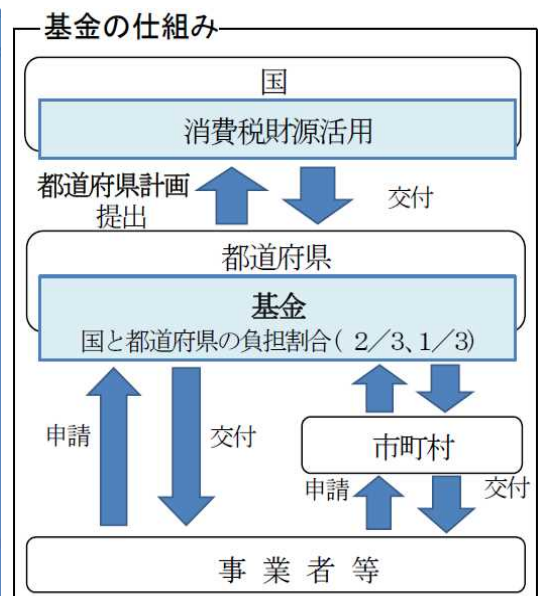 基金の仕組み
国
消費税財源活用
都道府県計画
提出
交付
都道府県
基金
国と都道府県の負担割合( 2/3、1/3)
申請
交付
市町村
申請
交付
事 業 者 等